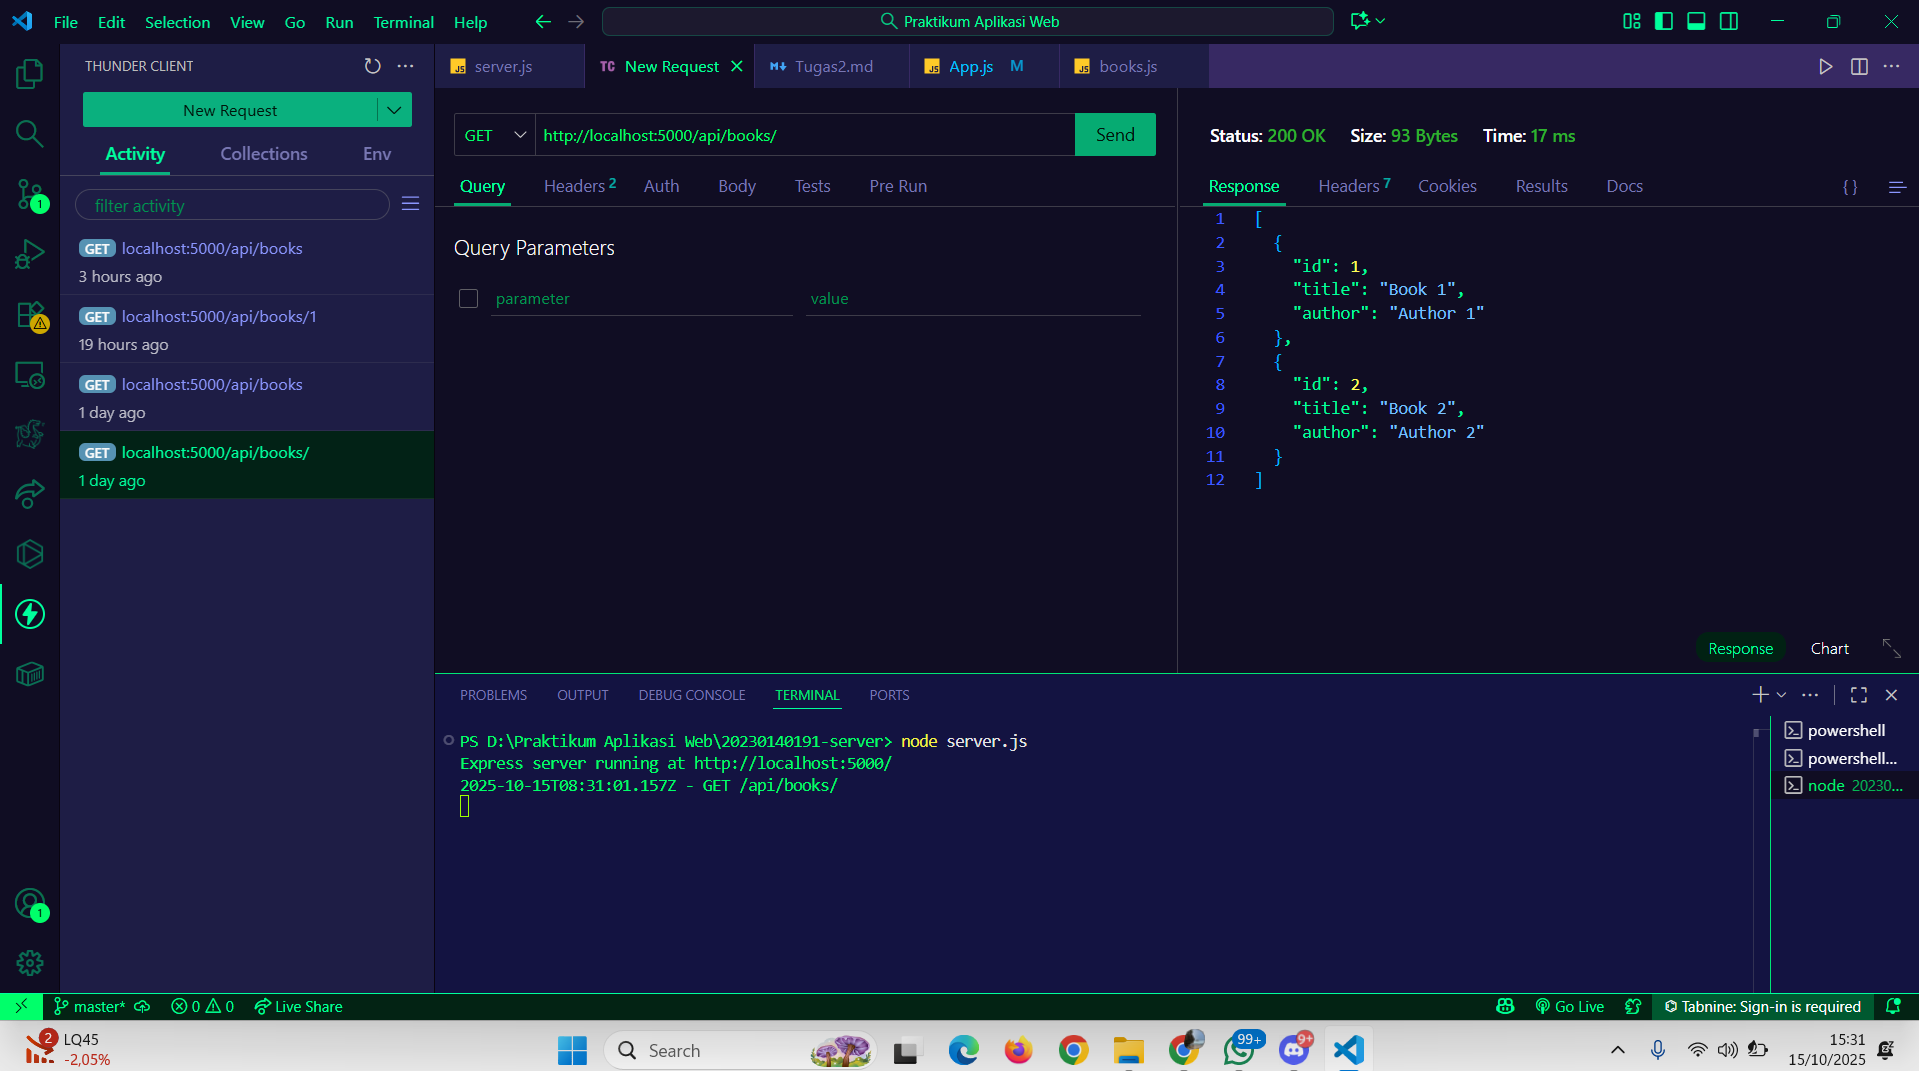 File Edit Selection View Go Run Terminal Help
Praktikum Aplikasi Web
THUNDER CLIENT
New Request
Activity Collections Env
filter activity
GET localhost:5000/api/books
3 hours ago
GET localhost:5000/api/books/1
19 hours ago
GET localhost:5000/api/books
1 day ago
GET localhost:5000/api/books/
1 day ago
1
1
JS server.js
TC New Request
Tugas2.md
JS App.js M
JS books.js
GET http://localhost:5000/api/books/ Send
Query Headers 2 Auth Body Tests Pre Run
Query Parameters
parameter value
Status: 200 OK Size: 93 Bytes Time: 17 ms
Response Headers 7 Cookies Results Docs {}
1 [
2 {
3 "id": 1,
4 "title": "Book 1",
5 "author": "Author 1"
6 },
7 {
8 "id": 2,
9 "title": "Book 2",
10 "author": "Author 2"
11 }
12 ]
Response Chart
PROBLEMS OUTPUT DEBUG CONSOLE TERMINAL PORTS
PS D:\Praktikum Aplikasi Web\20230140191-server> node server.js
Express server running at http://localhost:5000/
2025-10-15T08:31:01.157Z - GET /api/books/
powershell
powershell...
node 20230...
master* 0 0 Live Share
Go Live Tabnine: Sign-in is required
2 LQ45
-2,05%
Search
99+
9+
15:31
15/10/2025